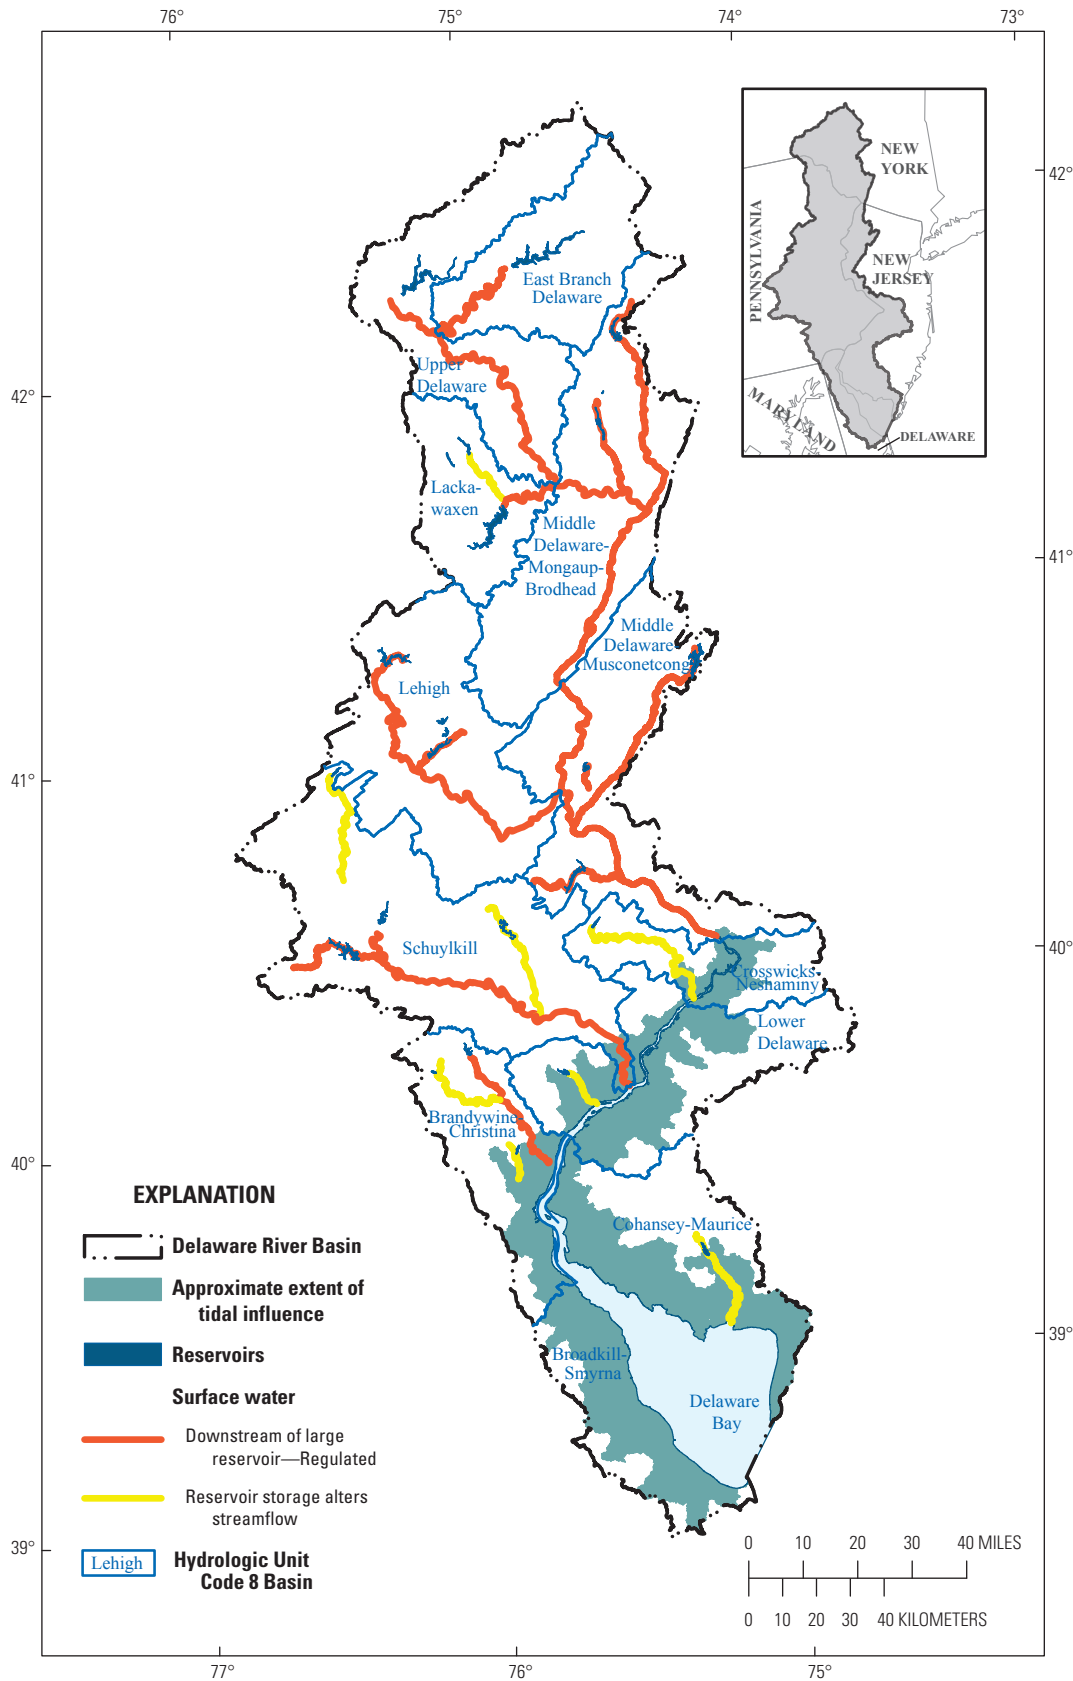 76°
75°
74°
73°
NEW
YORK
PENNSYLVANIA
NEW
JERSEY
MARYLAND
DELAWARE
42°
42°
41°
41°
40°
40°
39°
39°
East Branch
Delaware
Upper
Delaware
Lacka-
waxen
Middle
Delaware-
Mongaup-
Brodhead
Middle
Delaware-
Musconetcong
Lehigh
Schuylkill
Crosswicks-
Neshaminy
Lower
Delaware
Brandywine-
Christina
Cohansey-Maurice
Broadkill-
Smyrna
Delaware
Bay
EXPLANATION
Delaware River Basin
Approximate extent of
tidal influence
Reservoirs
Surface water
Downstream of large
reservoir—Regulated
Reservoir storage alters
streamflow
Lehigh
Hydrologic Unit
Code 8 Basin
0 10 20 30 40 MILES
0 10 20 30 40 KILOMETERS
77°
76°
75°